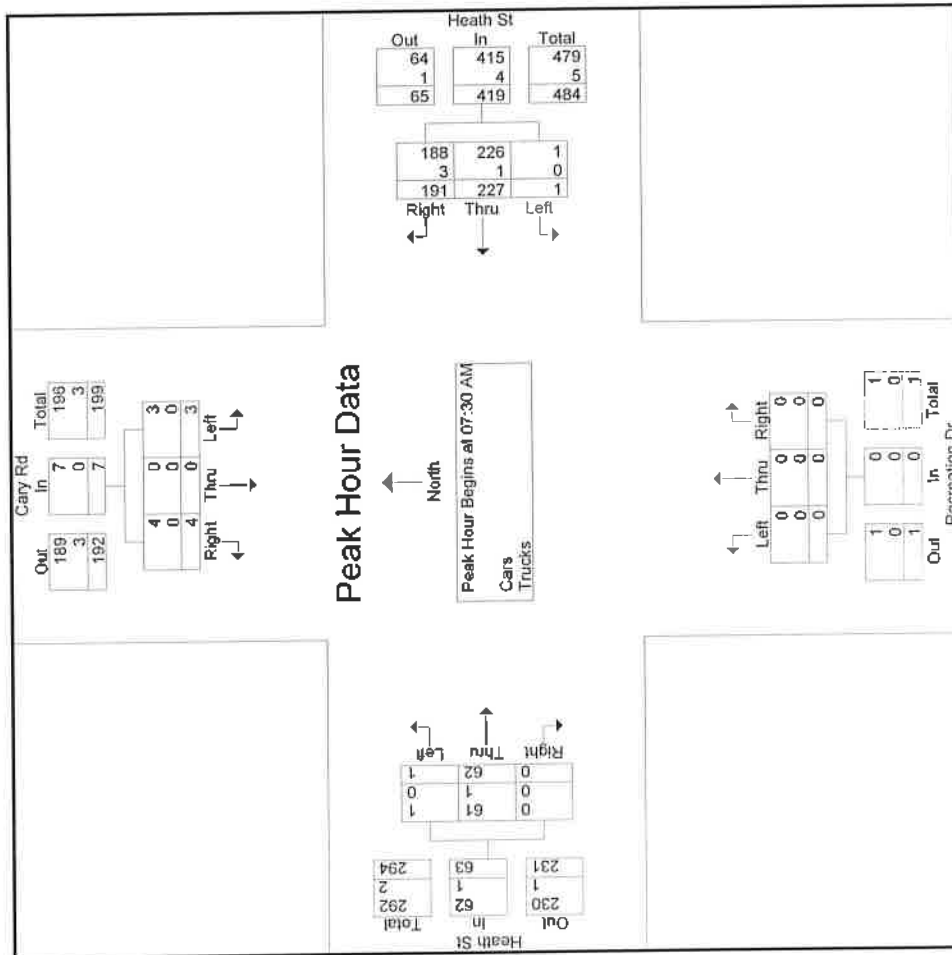 Heath St
Out In Total
64 415 479
1 4 5
65 419 484
188 226 1
3 1 0
191 227 1
Right Thru Left
Cary Rd
Out In Total
189 7 196
3 0 3
192 7 199
4 0 3
0 0 0
4 0 3
Right Thru Left
Peak Hour Data
North
Peak Hour Begins at 07:30 AM
Cars
Trucks
Left Thru Right
0 0 0
0 0 0
0 0 0
1 0 1
0 0 0
1 0 1
Out In Total
Recreation Dr
Left Thru Right
1 62 0
0 1 0
1 61 0
294 63 231
2 1 1
292 62 230
Total In Out
Heath St